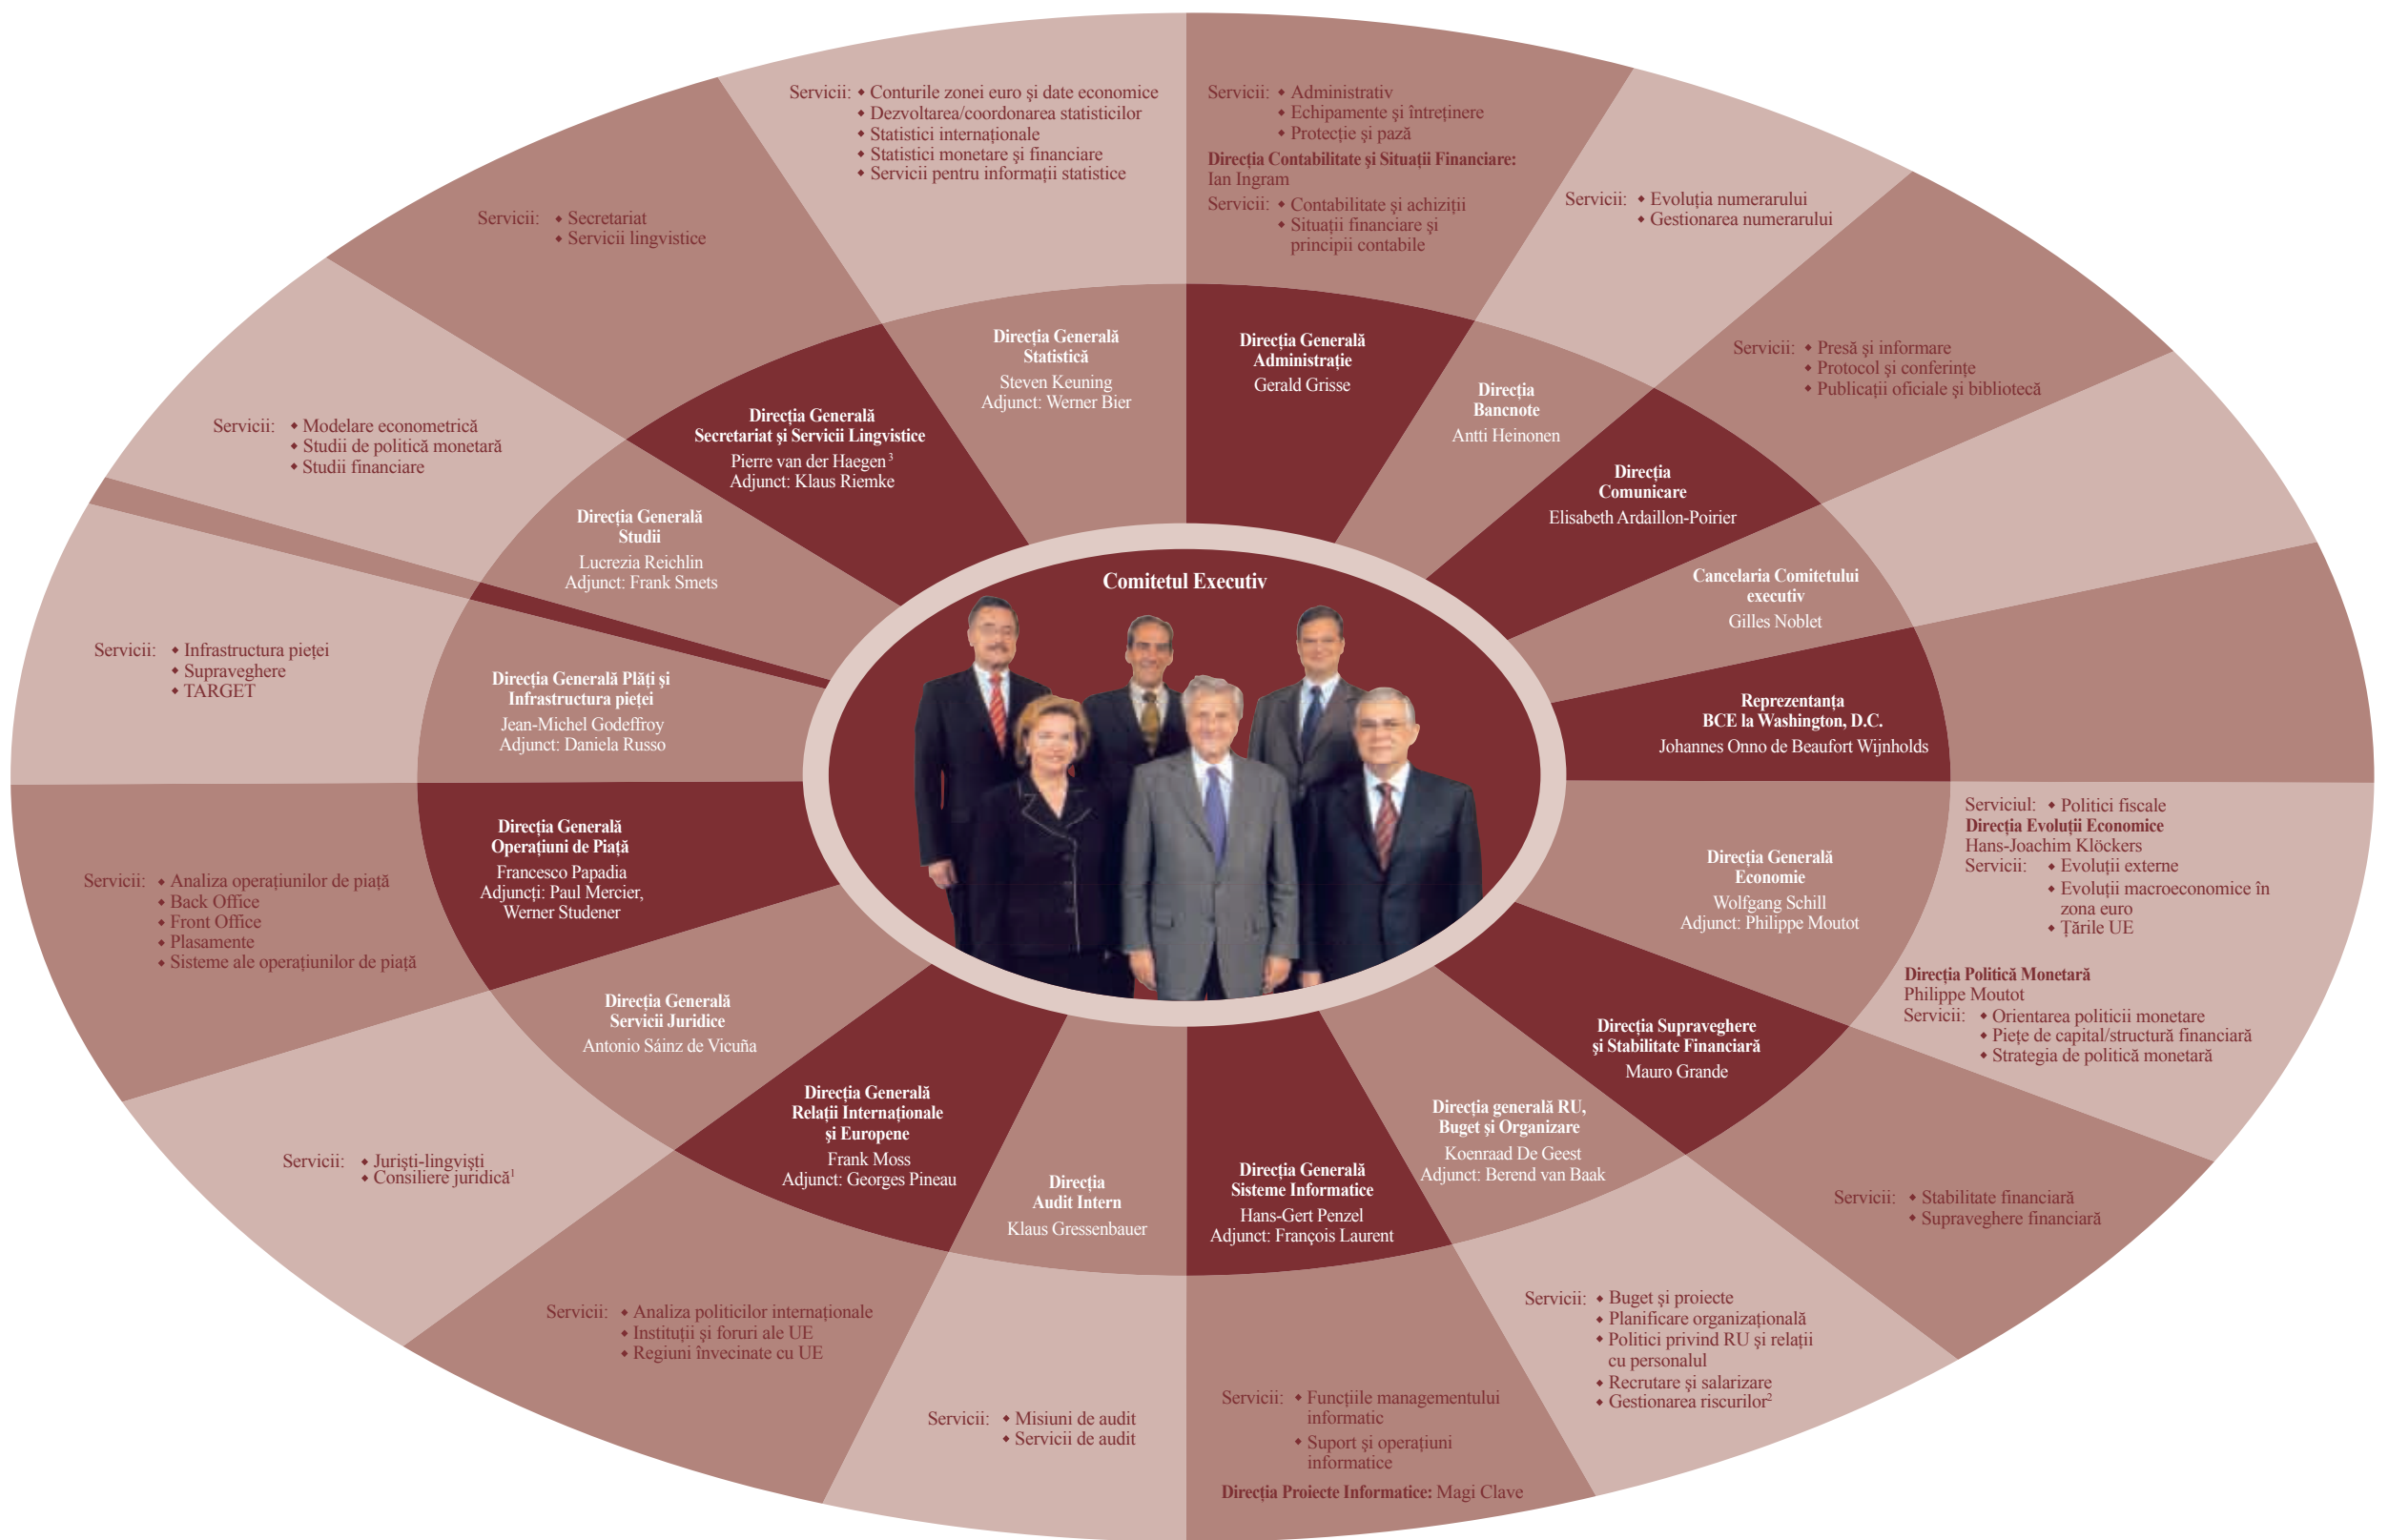 Servicii: ◆ Conturile zonei euro şi date economice
◆ Dezvoltarea/coordonarea statisticilor
◆ Statistici internaţionale
◆ Statistici monetare şi financiare
◆ Servicii pentru informaţii statistice
Direcţia Generală
Statistică
Steven Keuning
Adjunct: Werner Bier
Servicii: ◆ Administrativ
◆ Echipamente şi întreţinere
◆ Protecţie şi pază
Direcţia Contabilitate şi Situaţii Financiare:
Ian Ingram
Servicii: ◆ Contabilitate şi achiziţii
◆ Situaţii financiare şi
principii contabile
Direcţia Generală
Administraţie
Gerald Grisse
Servicii: ◆ Evoluţia numerarului
◆ Gestionarea numerarului
Direcţia
Bancnote
Antti Heinonen
Servicii: ◆ Presă şi informare
◆ Protocol şi conferinţe
◆ Publicaţii oficiale şi bibliotecă
Direcţia
Comunicare
Elisabeth Ardaillon-Poirier
Cancelaria Comitetului
executiv
Gilles Noblet
Reprezentanţa
BCE la Washington, D.C.
Johannes Onno de Beaufort Wijnholds
Direcţia Generală
Economie
Wolfgang Schill
Adjunct: Philippe Moutot
Serviciul: ◆ Politici fiscale
Direcţia Evoluţii Economice
Hans-Joachim Klöckers
Servicii: ◆ Evoluţii externe
◆ Evoluţii macroeconomice în
zona euro
◆ Ţările UE
Direcţia Politică Monetară
Philippe Moutot
Servicii: ◆ Orientarea politicii monetare
◆ Pieţe de capital/structură financiară
◆ Strategia de politică monetară
Direcţia Supraveghere
şi Stabilitate Financiară
Mauro Grande
Servicii: ◆ Stabilitate financiară
◆ Supraveghere financiară
Direcţia generală RU,
Buget şi Organizare
Koenraad De Geest
Adjunct: Berend van Baak
Servicii: ◆ Buget şi proiecte
◆ Planificare organizaţională
◆ Politici privind RU şi relaţii
cu personalul
◆ Recrutare şi salarizare
◆ Gestionarea riscurilor²
Direcţia Generală
Sisteme Informatice
Hans-Gert Penzel
Adjunct: François Laurent
Servicii: ◆ Funcţiile managementului
informatic
◆ Suport şi operaţiuni
informatice
Direcţia Proiecte Informatice: Magi Clave
Direcţia
Audit Intern
Klaus Gressenbauer
Servicii: ◆ Misiuni de audit
◆ Servicii de audit
Direcţia Generală
Relaţii Internaţionale
şi Europene
Frank Moss
Adjunct: Georges Pineau
Servicii: ◆ Analiza politicilor internaţionale
◆ Instituţii şi foruri ale UE
◆ Regiuni învecinate cu UE
Direcţia Generală
Servicii Juridice
Antonio Sáinz de Vicuña
Servicii: ◆ Jurişti-lingvişti
◆ Consiliere juridică¹
Direcţia Generală
Operaţiuni de Piaţă
Francesco Papadia
Adjuncţi: Paul Mercier,
Werner Studener
Servicii: ◆ Analiza operaţiunilor de piaţă
◆ Back Office
◆ Front Office
◆ Plasamente
◆ Sisteme ale operaţiunilor de piaţă
Direcţia Generală Plăţi şi
Infrastructura pieţei
Jean-Michel Godeffroy
Adjunct: Daniela Russo
Servicii: ◆ Infrastructura pieţei
◆ Supraveghere
◆ TARGET
Direcţia Generală
Studii
Lucrezia Reichlin
Adjunct: Frank Smets
Servicii: ◆ Modelare econometrică
◆ Studii de politică monetară
◆ Studii financiare
Direcţia Generală
Secretariat şi Servicii Lingvistice
Pierre van der Haegen³
Adjunct: Klaus Riemke
Servicii: ◆ Secretariat
◆ Servicii lingvistice
Comitetul Executiv